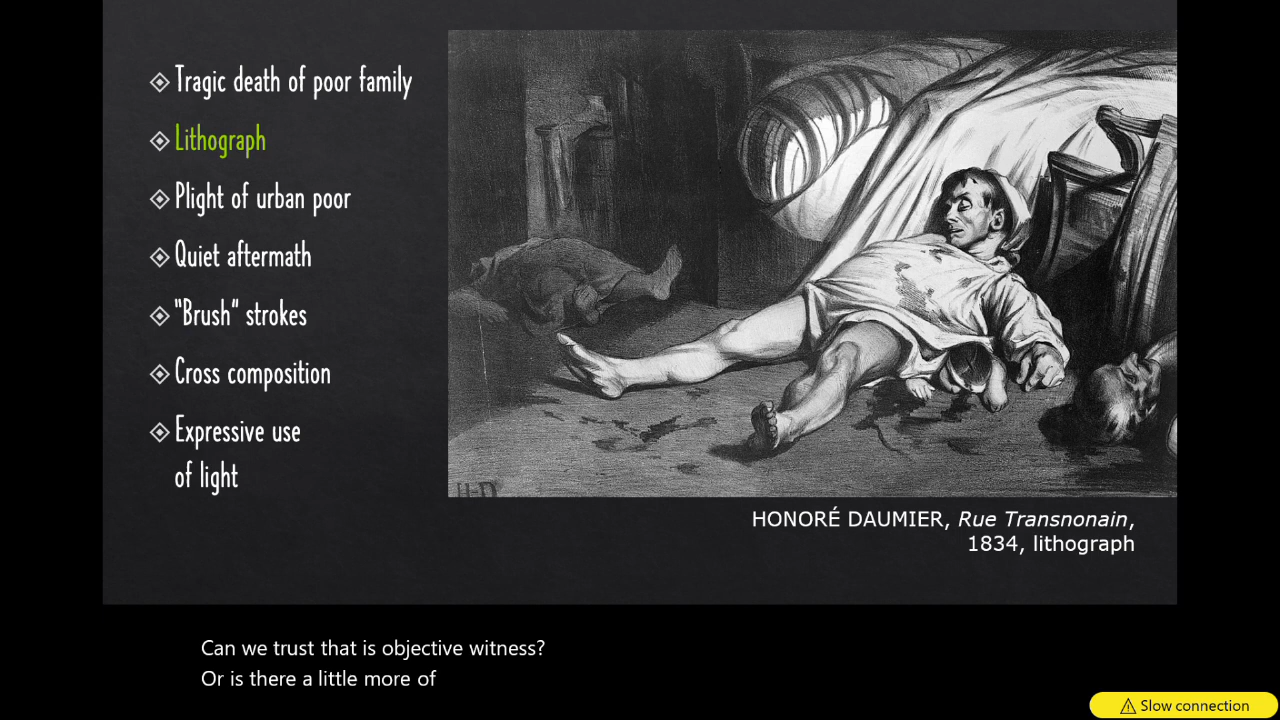 Tragic death of poor family
Lithograph
Plight of urban poor
Quiet aftermath
"Brush" strokes
Cross composition
Expressive use
of light
H-D
HONORÉ DAUMIER, Rue Transnonain,
1834, lithograph
Can we trust that is objective witness?
Or is there a little more of
Slow connection